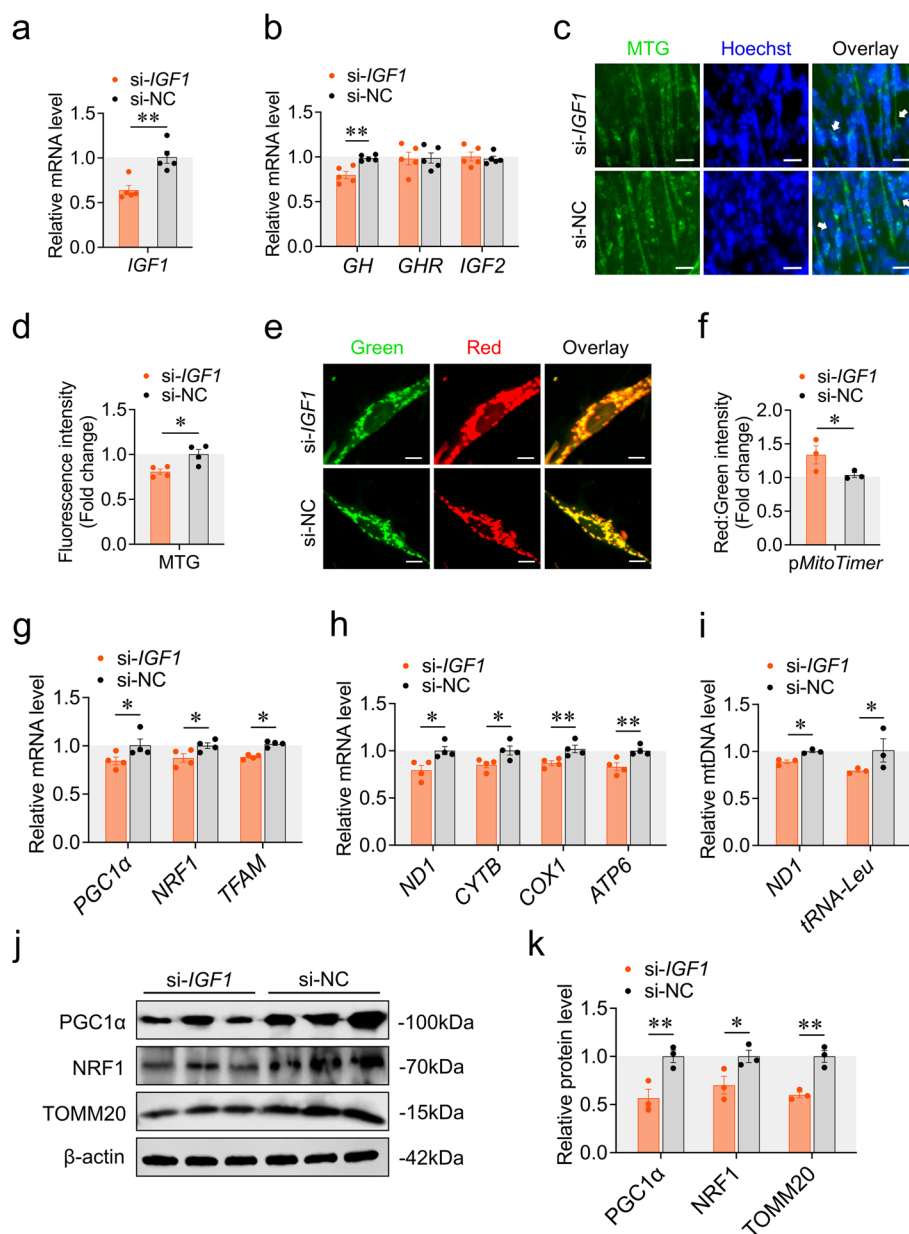 a
si-IGF1
si-NC
Relative mRNA level
1.5
1.0
0.5
0.0
**
IGF1
b
si-IGF1
si-NC
Relative mRNA level
1.5
1.0
0.5
0.0
**
GH GHR IGF2
c
MTG Hoechst Overlay
si-IGF1
si-NC
d
si-IGF1
si-NC
Fluorescence intensity
(Fold change)
1.5
1.0
0.5
0.0
*
MTG
e
Green Red Overlay
si-IGF1
si-NC
f
si-IGF1
si-NC
Red:Green intensity
(Fold change)
2.0
1.5
1.0
0.5
0.0
*
pMitoTimer
g
si-IGF1
si-NC
Relative mRNA level
1.5
1.0
0.5
0.0
* * *
PGC1α NRF1 TFAM
h
si-IGF1
si-NC
Relative mRNA level
1.5
1.0
0.5
0.0
* * ** **
ND1 CYTB COX1 ATP6
i
si-IGF1
si-NC
Relative mtDNA level
1.5
1.0
0.5
0.0
* *
ND1 tRNA-Leu
j
si-IGF1 si-NC
PGC1α -100kDa
NRF1 -70kDa
TOMM20 -15kDa
β-actin -42kDa
k
si-IGF1
si-NC
Relative protein level
1.5
1.0
0.5
0.0
** * **
PGC1α NRF1 TOMM20